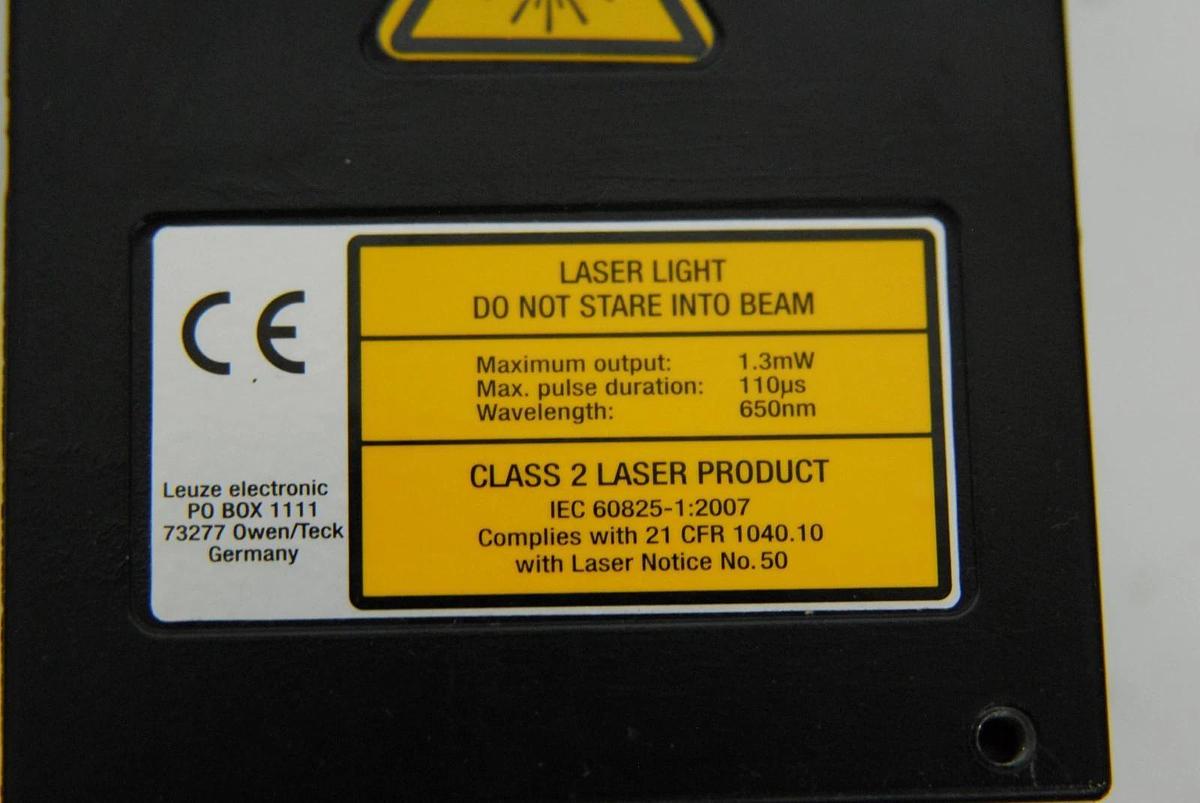 CE
Leuze electronic
PO BOX 1111
73277 Owen/Teck
Germany
LASER LIGHT
DO NOT STARE INTO BEAM
Maximum output: 1.3mW
Max. pulse duration: 110µs
Wavelength: 650nm
CLASS 2 LASER PRODUCT
IEC 60825-1:2007
Complies with 21 CFR 1040.10
with Laser Notice No. 50